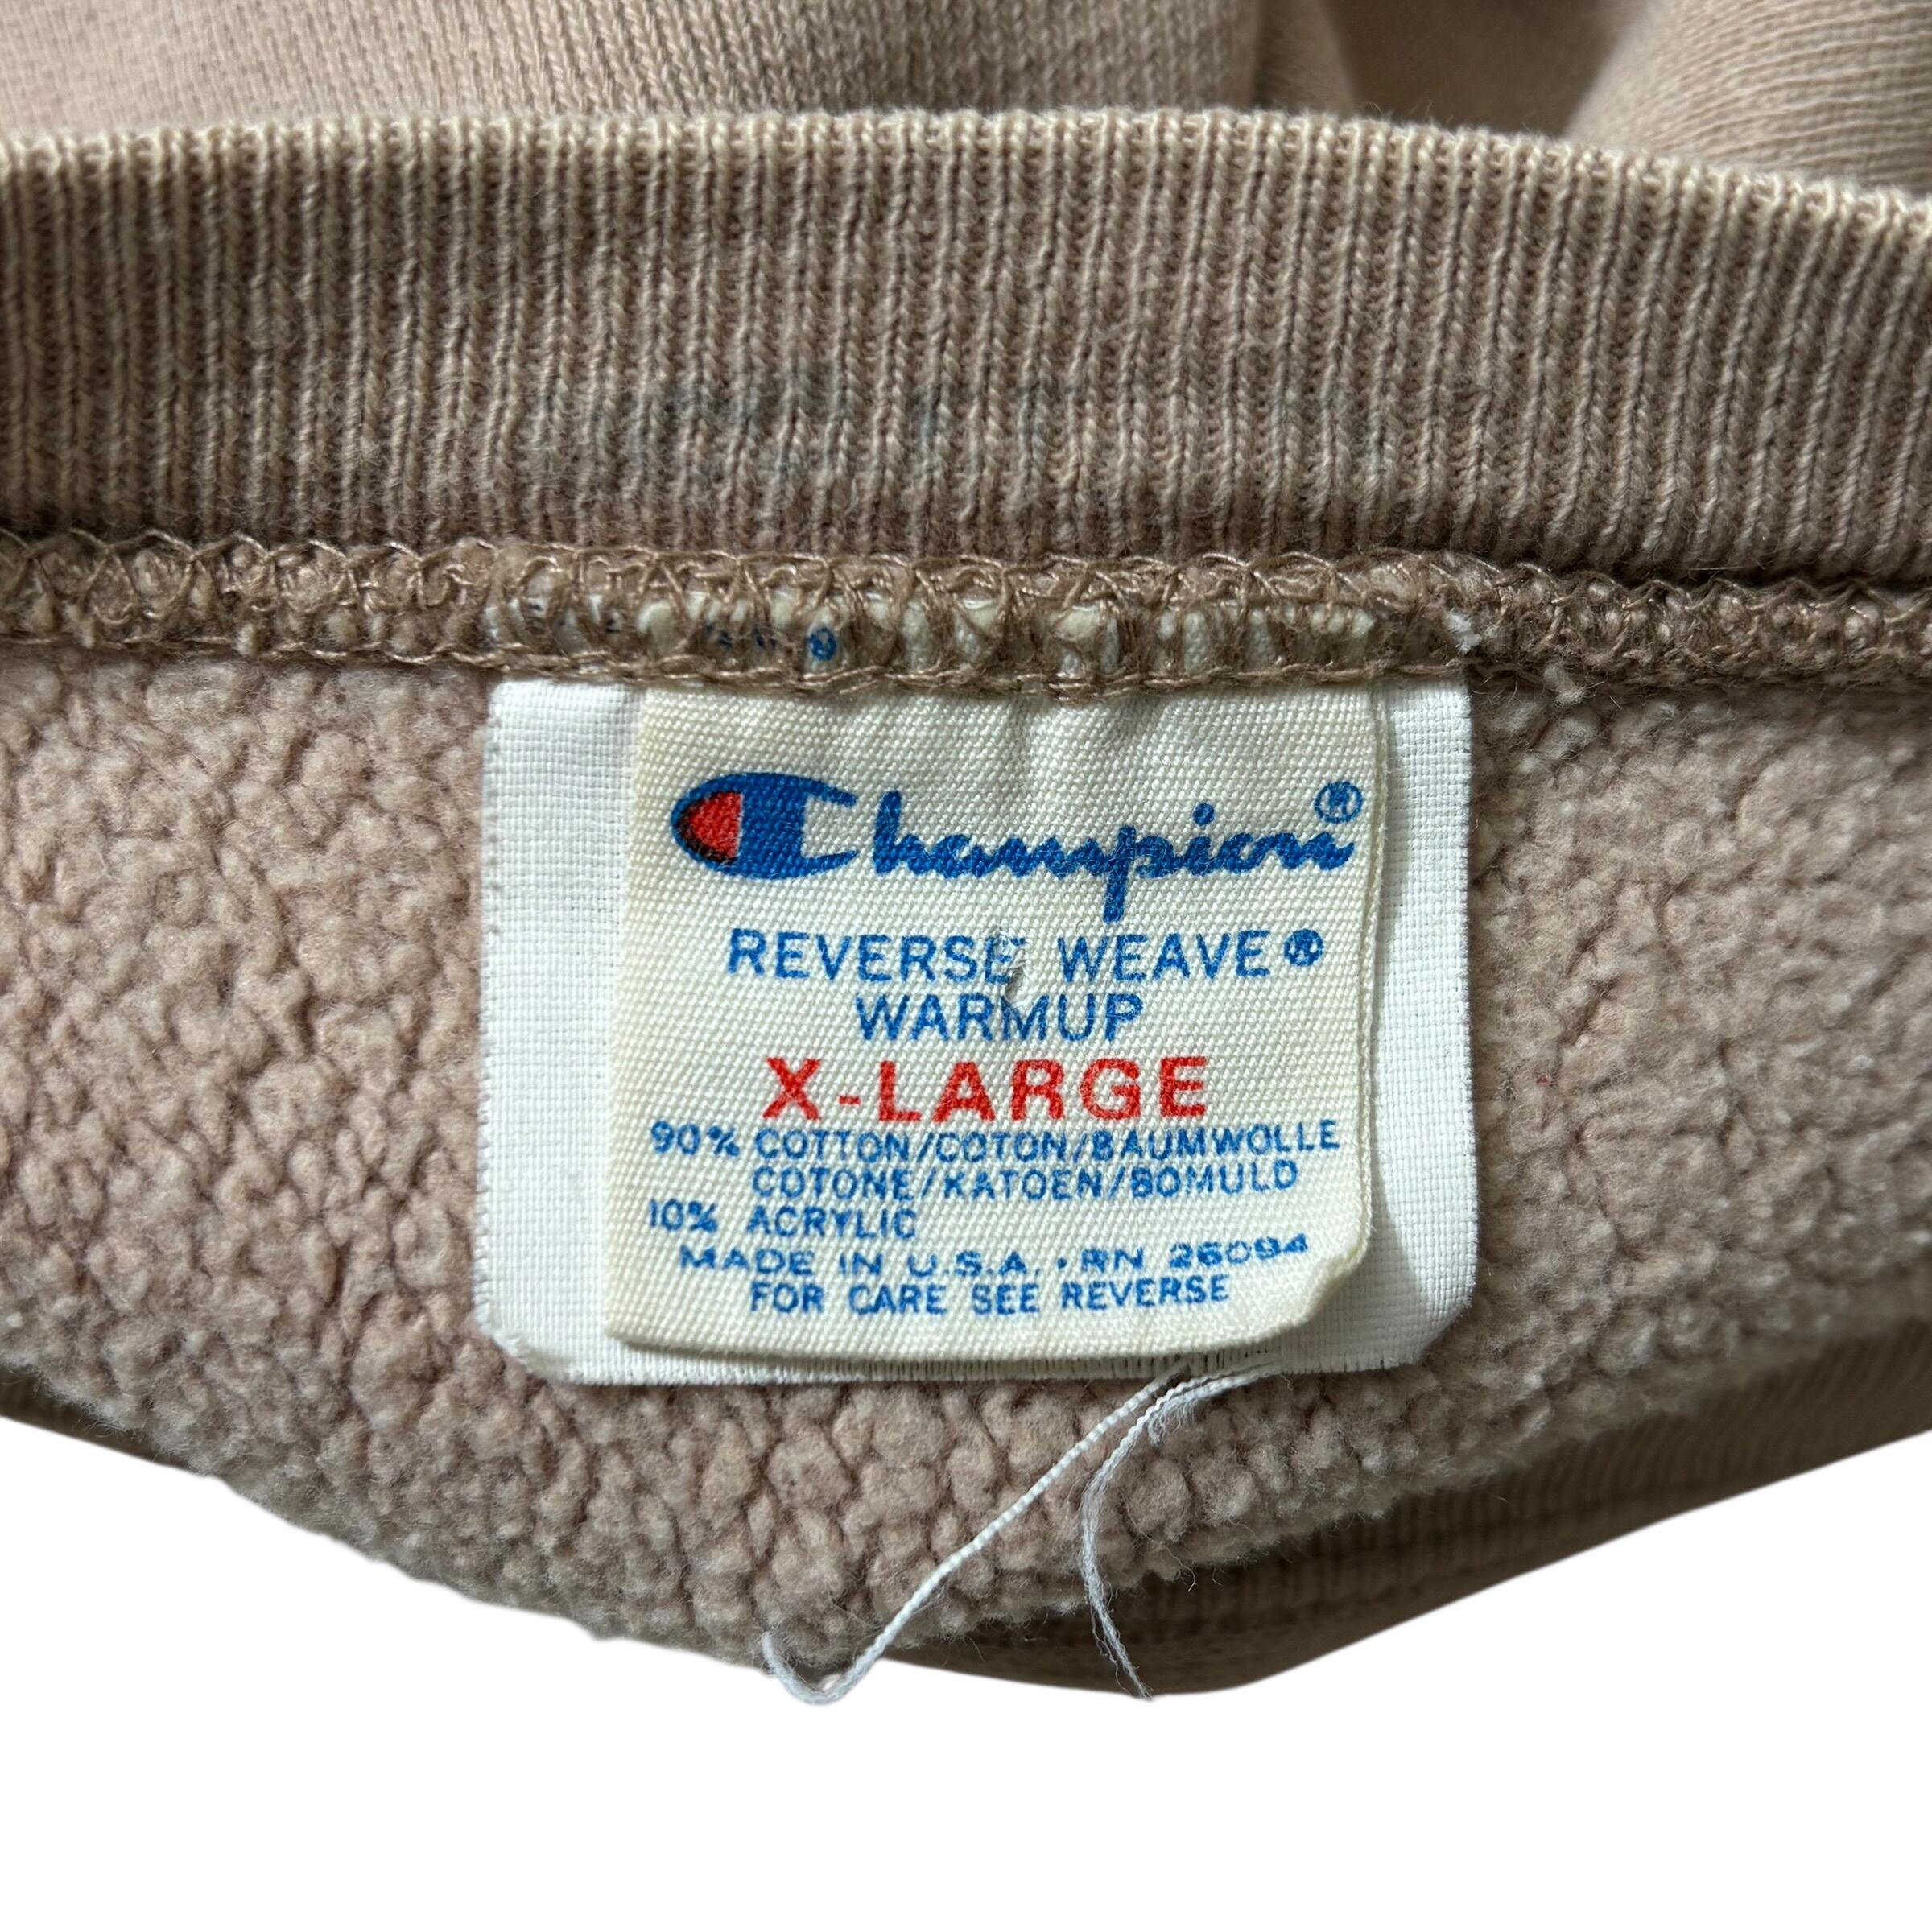 Champion®
REVERSE WEAVE®
WARMUP
X-LARGE
90% COTTON/COTON/BAUMWOLLE
COTONE/KATOEN/BOMULD
10% ACRYLIC
MADE IN U.S.A. · RN 26094
FOR CARE SEE REVERSE